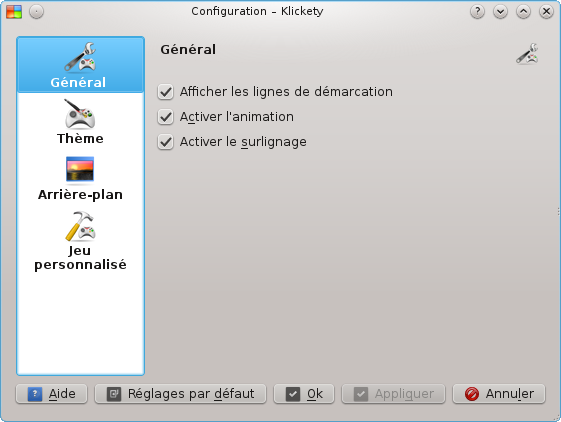 Configuration – Klickety
Général
Thème
Arrière-plan
Jeu
personnalisé
Général
Afficher les lignes de démarcation
Activer l'animation
Activer le surlignage
Aide
Réglages par défaut
Ok
Appliquer
Annuler